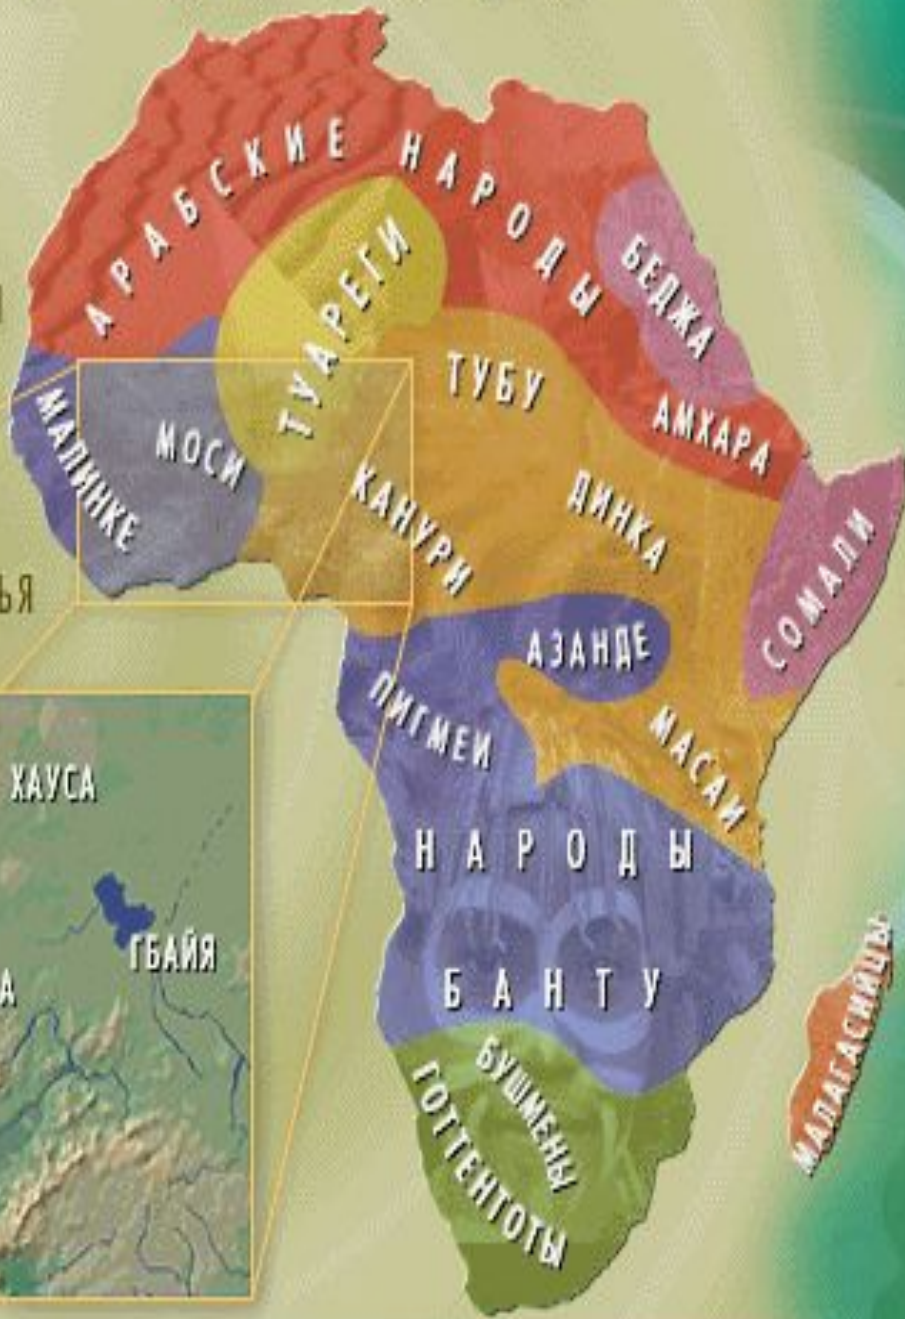 АРАБСКИЕ НАРОДЫ
БЕДЖА
ТУАРЕГИ
ТУБУ
АМХАРА
МАЛИНКЕ
МОСИ
КАНУРИ
ДИНКА
СОМАЛИ
ЬЯ
АЗАНДЕ
ПИГМЕИ
МАСАИ
ХАУСА
НАРОДЫ
ГБАЙЯ
А
БАНТУ
МАЛАГАСИЙЦЫ
БУШМЕНЫ
ГОТТЕНТОТЫ